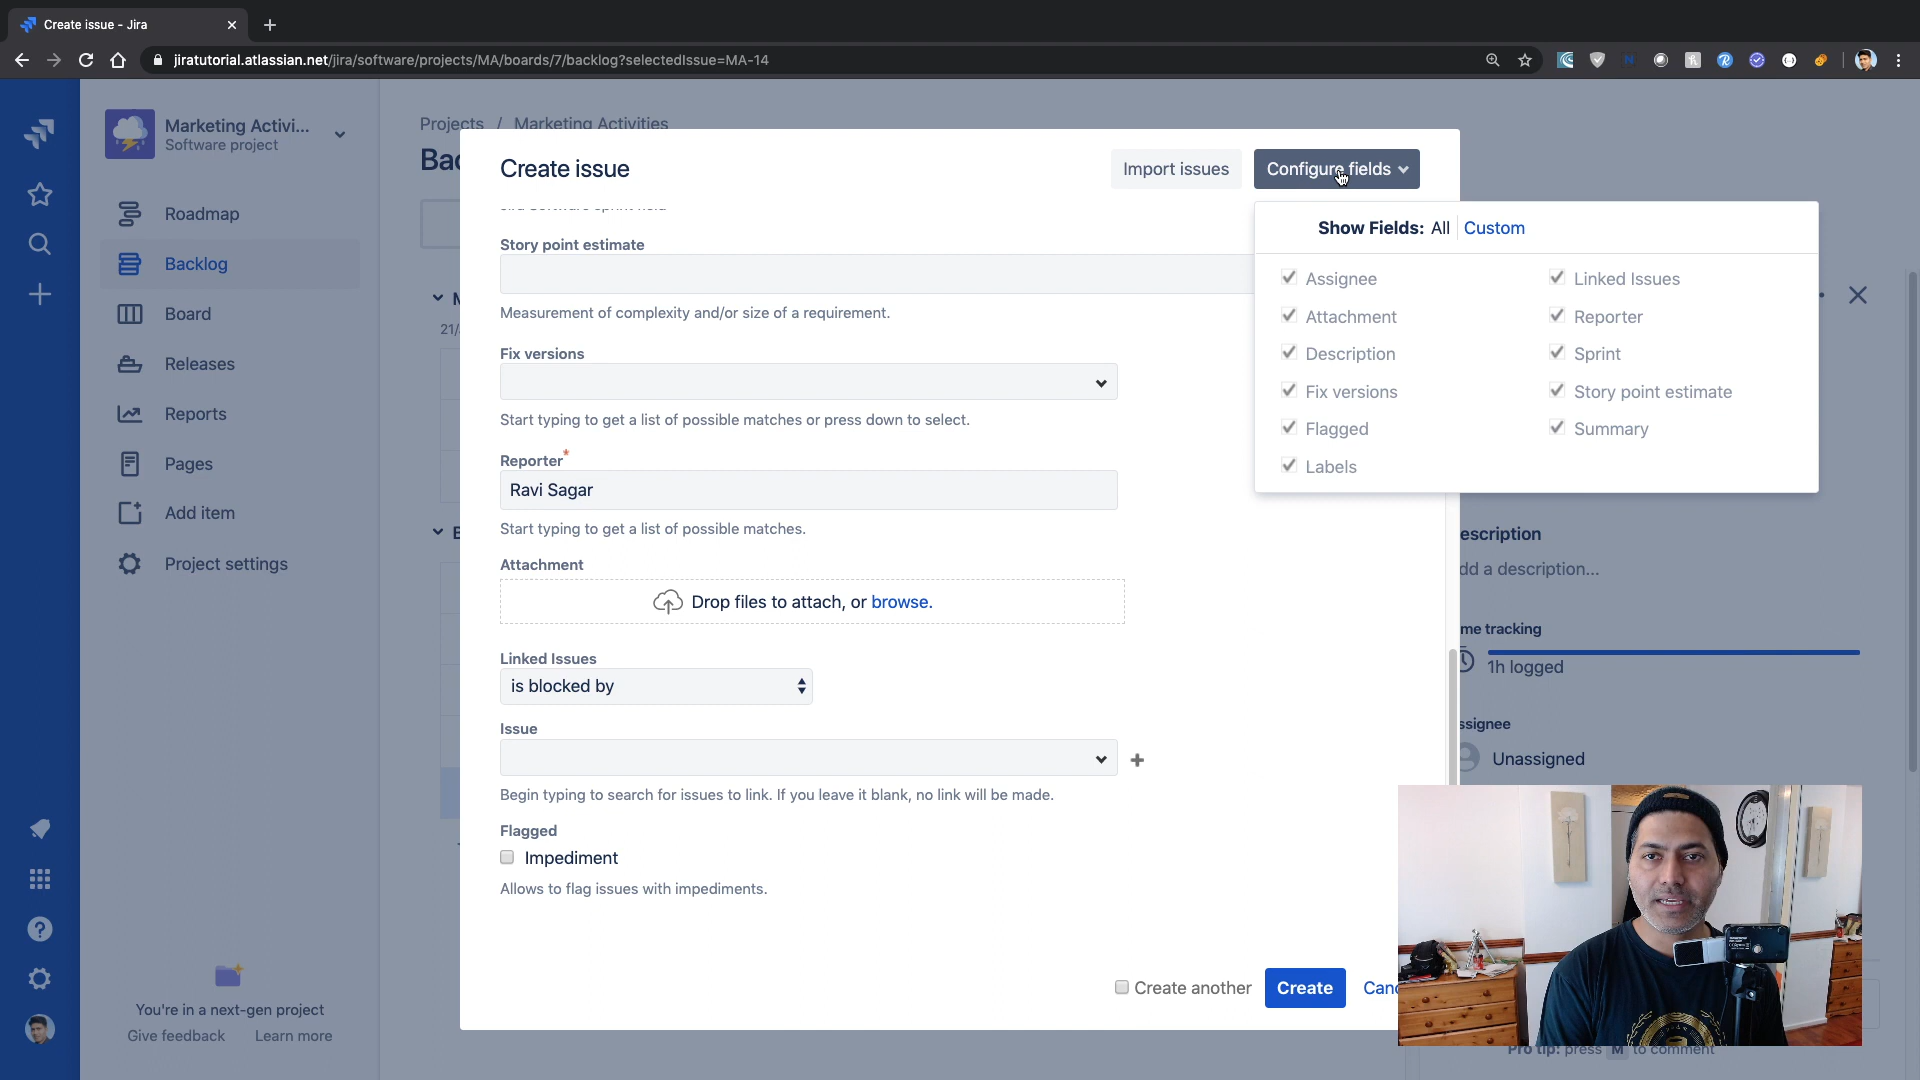 Create issue - Jira
jiratutorial.atlassian.net/jira/software/projects/MA/boards/7/backlog?selectedIssue=MA-14
Marketing Activi...
Software project
Roadmap
Backlog
Board
Releases
Reports
Pages
Add item
Project settings
You're in a next-gen project
Give feedback Learn more
Projects / Marketing Activities
Create issue
Import issues
Configure fields
Show Fields: All Custom
Assignee
Attachment
Description
Fix versions
Flagged
Labels
Linked Issues
Reporter
Sprint
Story point estimate
Summary
Story point estimate
Measurement of complexity and/or size of a requirement.
Fix versions
Start typing to get a list of possible matches or press down to select.
Reporter*
Ravi Sagar
Start typing to get a list of possible matches.
Attachment
Drop files to attach, or browse.
Linked Issues
is blocked by
Issue
Begin typing to search for issues to link. If you leave it blank, no link will be made.
Flagged
Impediment
Allows to flag issues with impediments.
Create another
Create
Canc
escription
dd a description...
me tracking
1h logged
ssignee
Unassigned
Pro tip: press M to comment